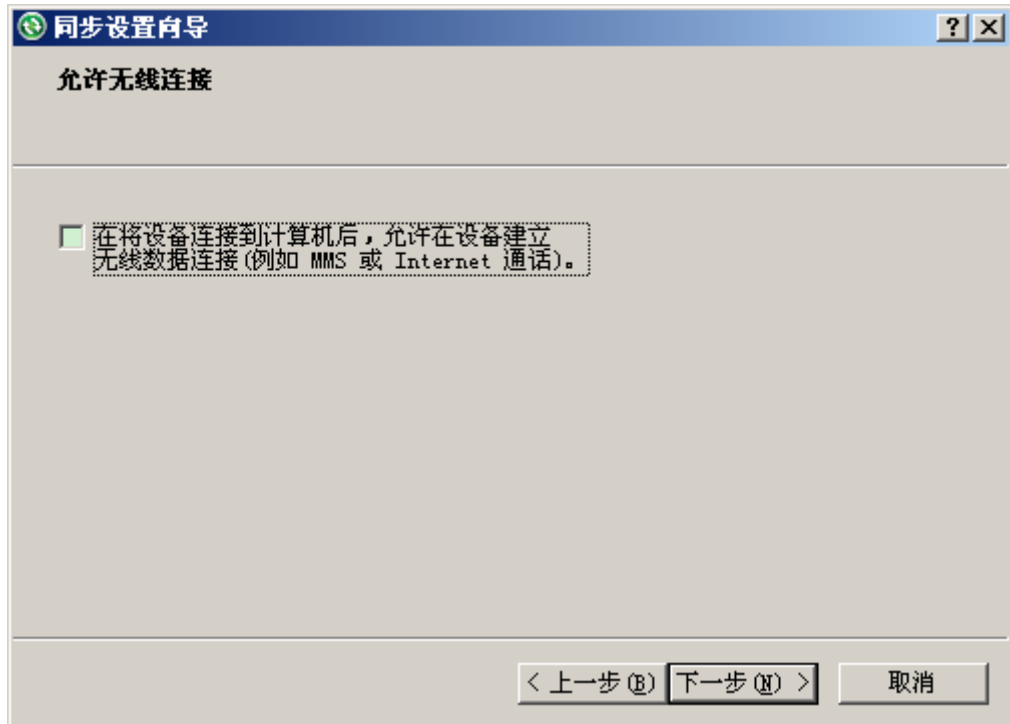 同步设置向导
允许无线连接
在将设备连接到计算机后，允许在设备建立
无线数据连接(例如 MMS 或 Internet 通话)。
< 上一步(B) 下一步(N) > 取消